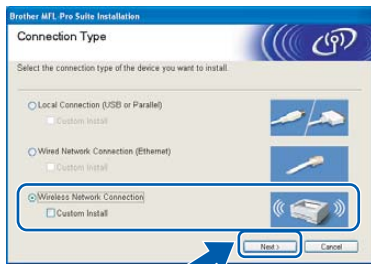 Brother MFL-Pro Suite Installation
Connection Type
Select the connection type of the device you want to install.
Local Connection (USB or Parallel)
Custom Install
Wired Network Connection (Ethernet)
Custom Install
Wireless Network Connection
Custom Install
Next >
Cancel